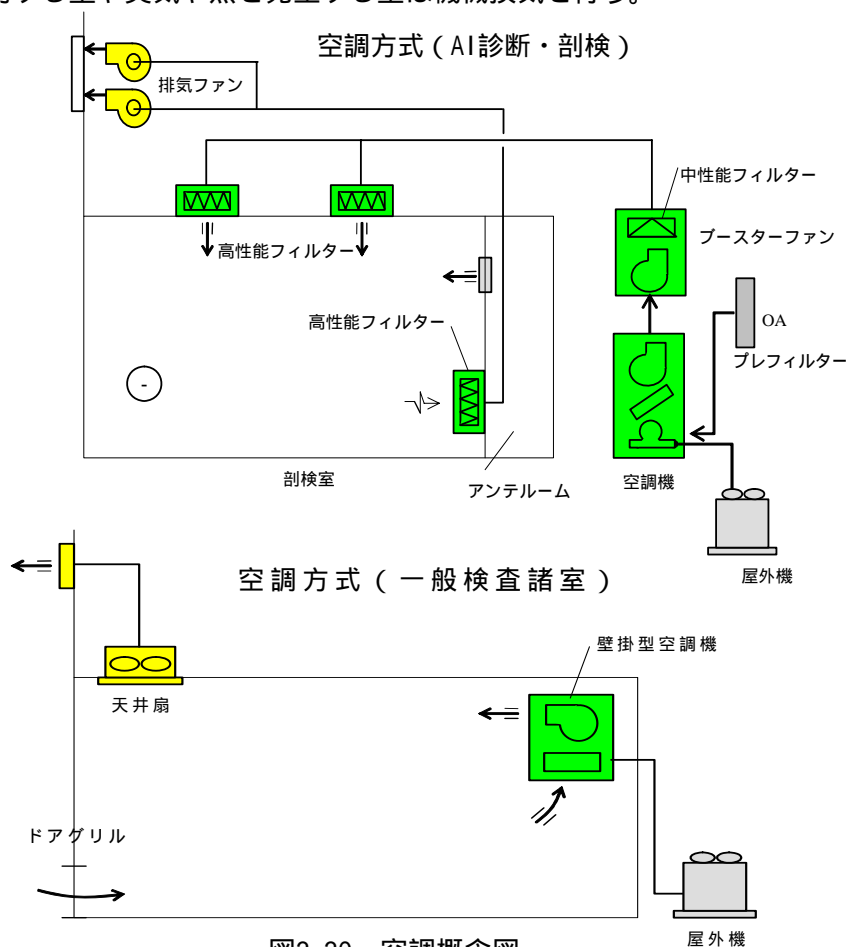 空調方式(AI診断・剖検)
排気ファン
中性能フィルター
高性能フィルター
ブースターファン
高性能フィルター
OA
プレフィルター
-
剖検室
アンテルーム
空調機
屋外機
空調方式(一般検査諸室)
壁掛型空調機
天井扇
ドアグリル
屋外機